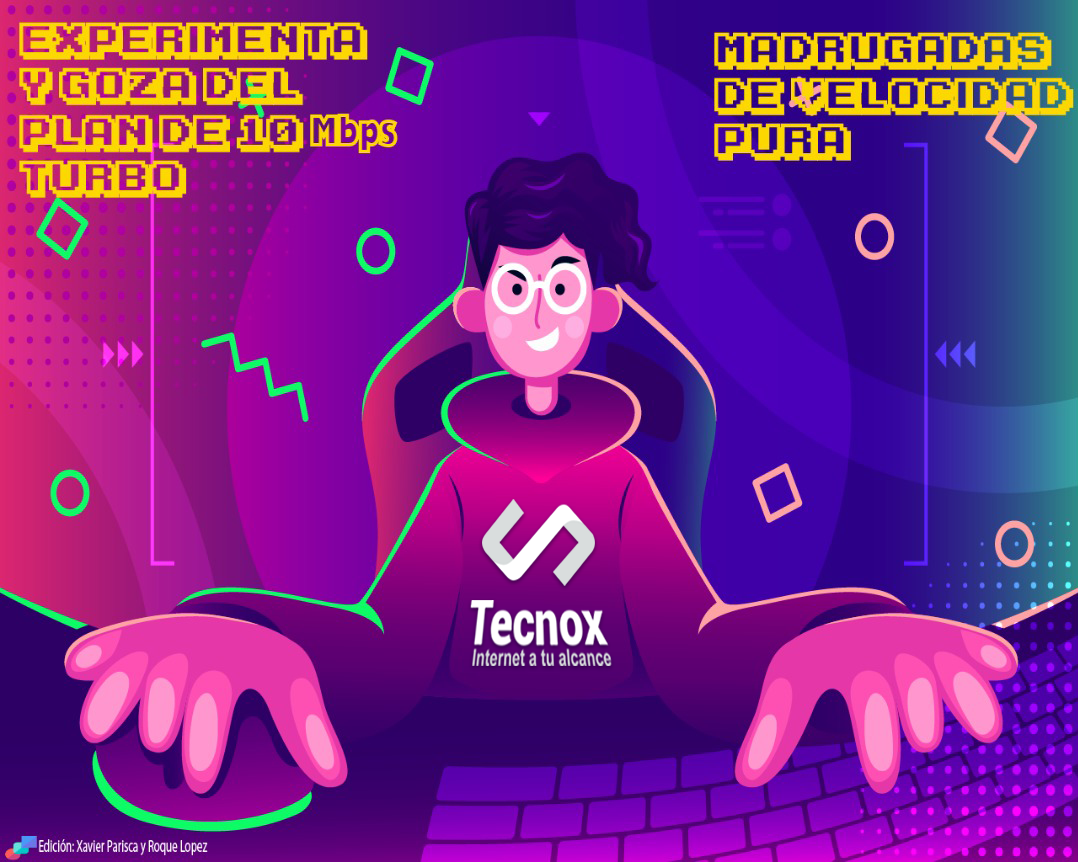 EXPERIMENTA
Y GOZA DEL
PLAN DE 10 Mbps
TURBO
MADRUGADAS
DE VELOCIDAD
PURA
Tecnox
Internet a tu alcance
Edición: Xavier Parisca y Roque Lopez